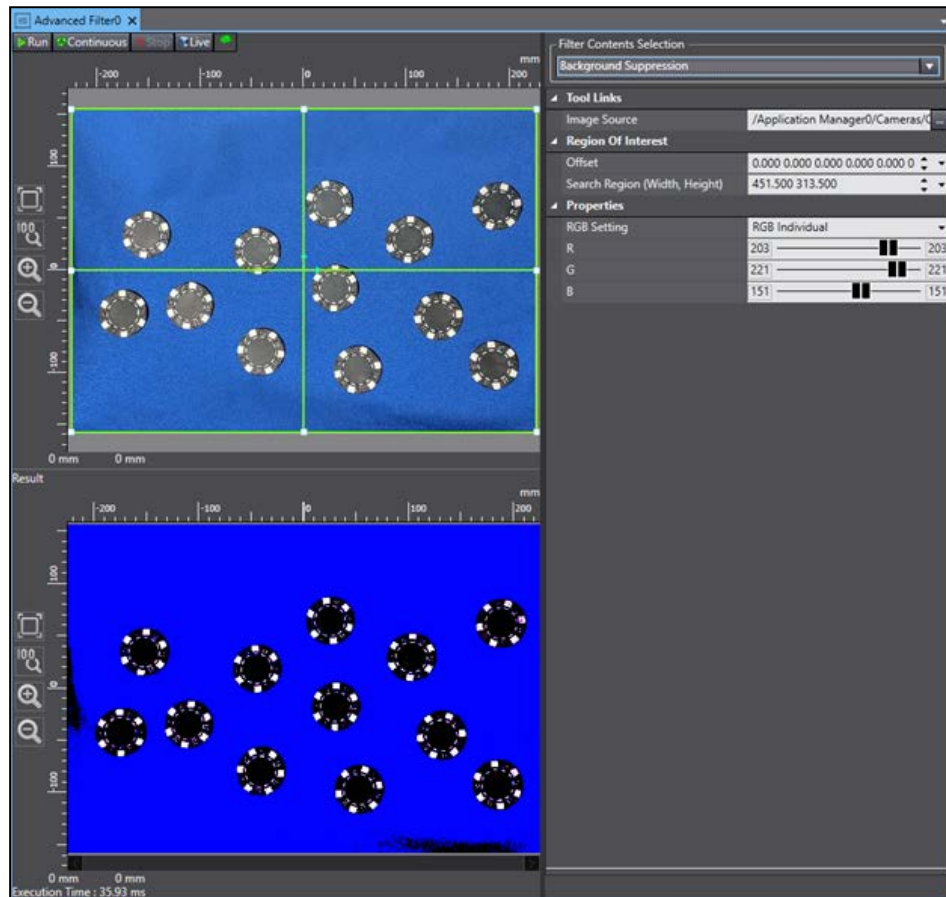 Advanced Filter0
Run Continuous Stop Live
mm
-200 -100 0 100 200
100
0
-100
100
0 mm 0 mm
Result
mm
-200 -100 0 100 200
100
0
-100
100
0 mm 0 mm
Execution Time : 35.93 ms
Filter Contents Selection
Background Suppression
Tool Links
Image Source /Application Manager0/Cameras/ ...
Region Of Interest
Offset 0.000 0.000 0.000 0.000 0.000 0
Search Region (Width, Height) 451.500 313.500
Properties
RGB Setting RGB Individual
R 203 203
G 221 221
B 151 151